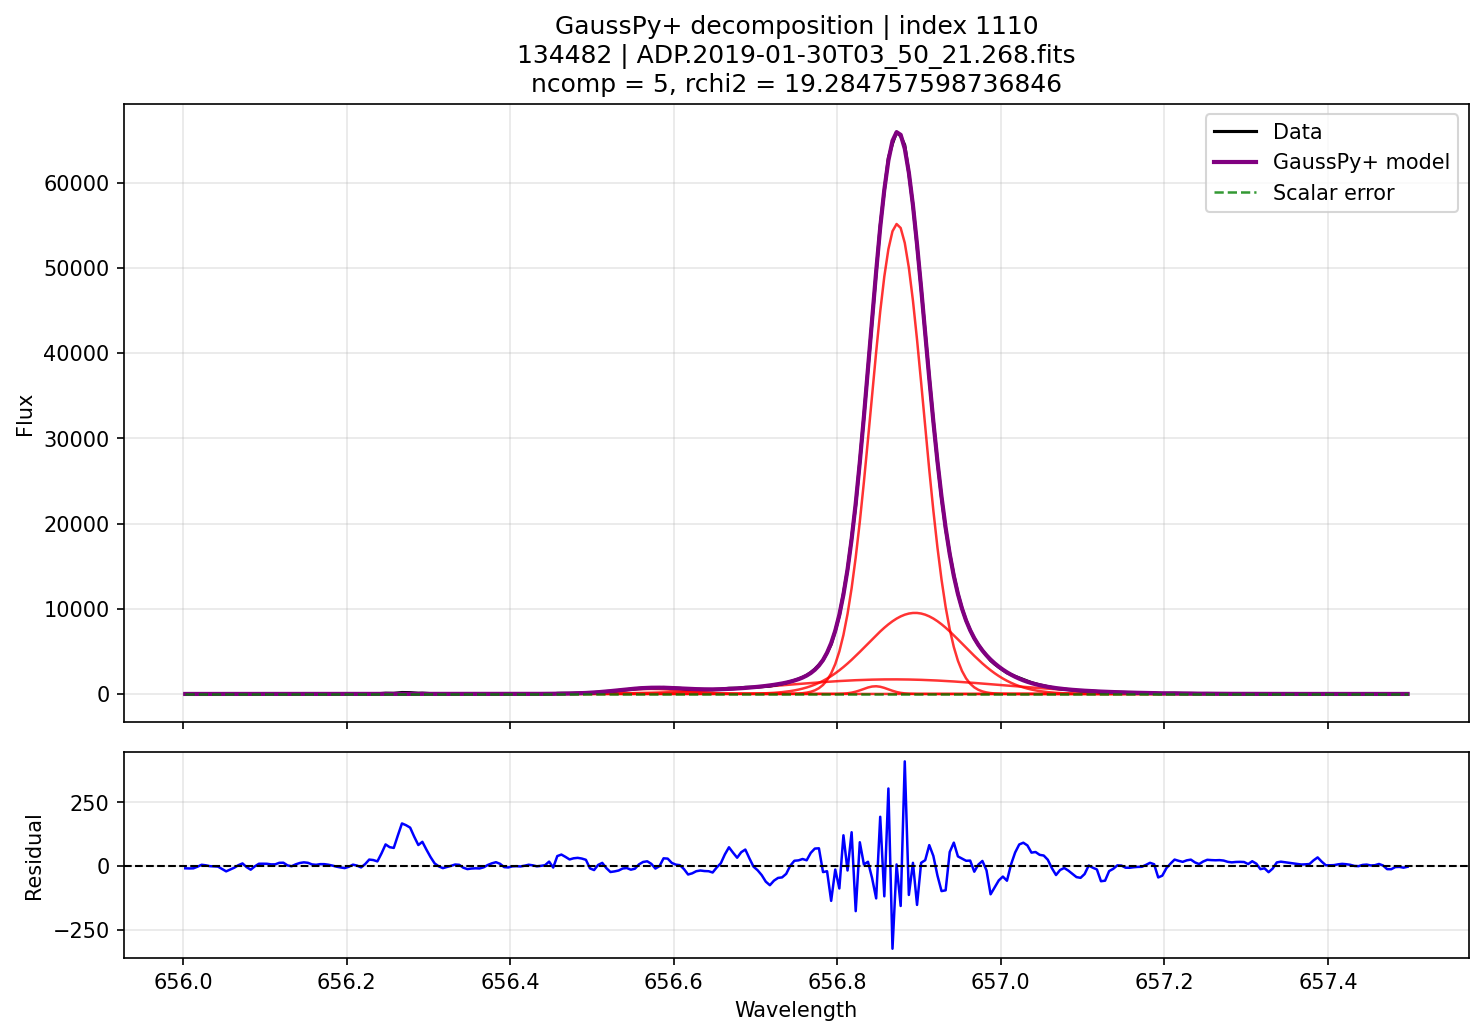 GaussPy+ decomposition | index 1110
134482 | ADP.2019-01-30T03_50_21.268.fits
ncomp = 5, rchi2 = 19.284757598736846
Data
GaussPy+ model
Scalar error
Flux
60000
50000
40000
30000
20000
10000
0
Residual
250
0
−250
656.0 656.2 656.4 656.6 656.8 657.0 657.2 657.4
Wavelength